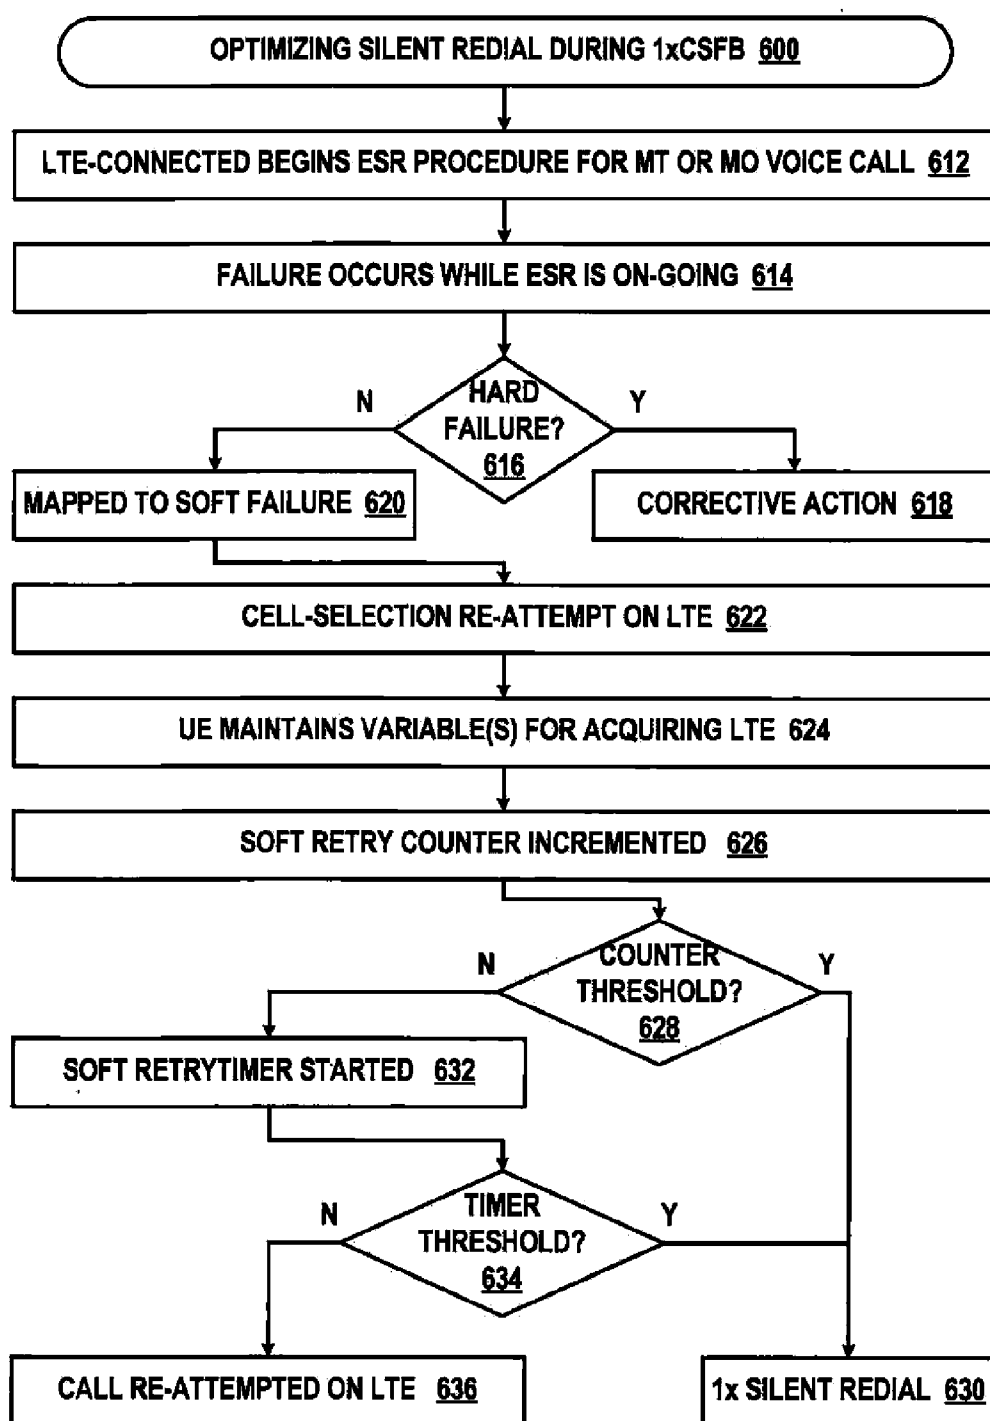 OPTIMIZING SILENT REDIAL DURING 1xCSFB 600
LTE-CONNECTED BEGINS ESR PROCEDURE FOR MT OR MO VOICE CALL 612
FAILURE OCCURS WHILE ESR IS ON-GOING 614
HARD
FAILURE?
616
N
Y
MAPPED TO SOFT FAILURE 620
CORRECTIVE ACTION 618
CELL-SELECTION RE-ATTEMPT ON LTE 622
UE MAINTAINS VARIABLE(S) FOR ACQUIRING LTE 624
SOFT RETRY COUNTER INCREMENTED 626
COUNTER
THRESHOLD?
628
N
Y
SOFT RETRYTIMER STARTED 632
TIMER
THRESHOLD?
634
N
Y
CALL RE-ATTEMPTED ON LTE 636
1x SILENT REDIAL 630